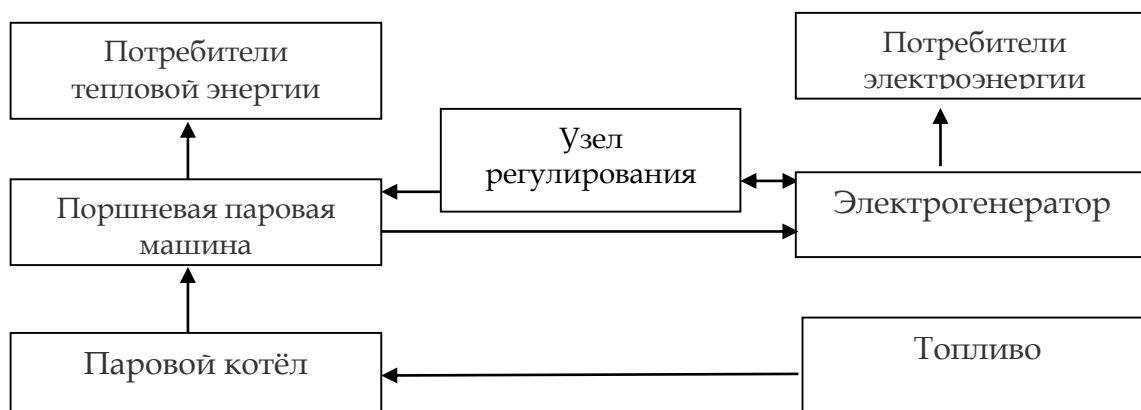 Потребители
тепловой энергии
Потребители
электроэнергии
Узел
регулирования
Поршневая паровая
машина
Электрогенератор
Паровой котёл
Топливо